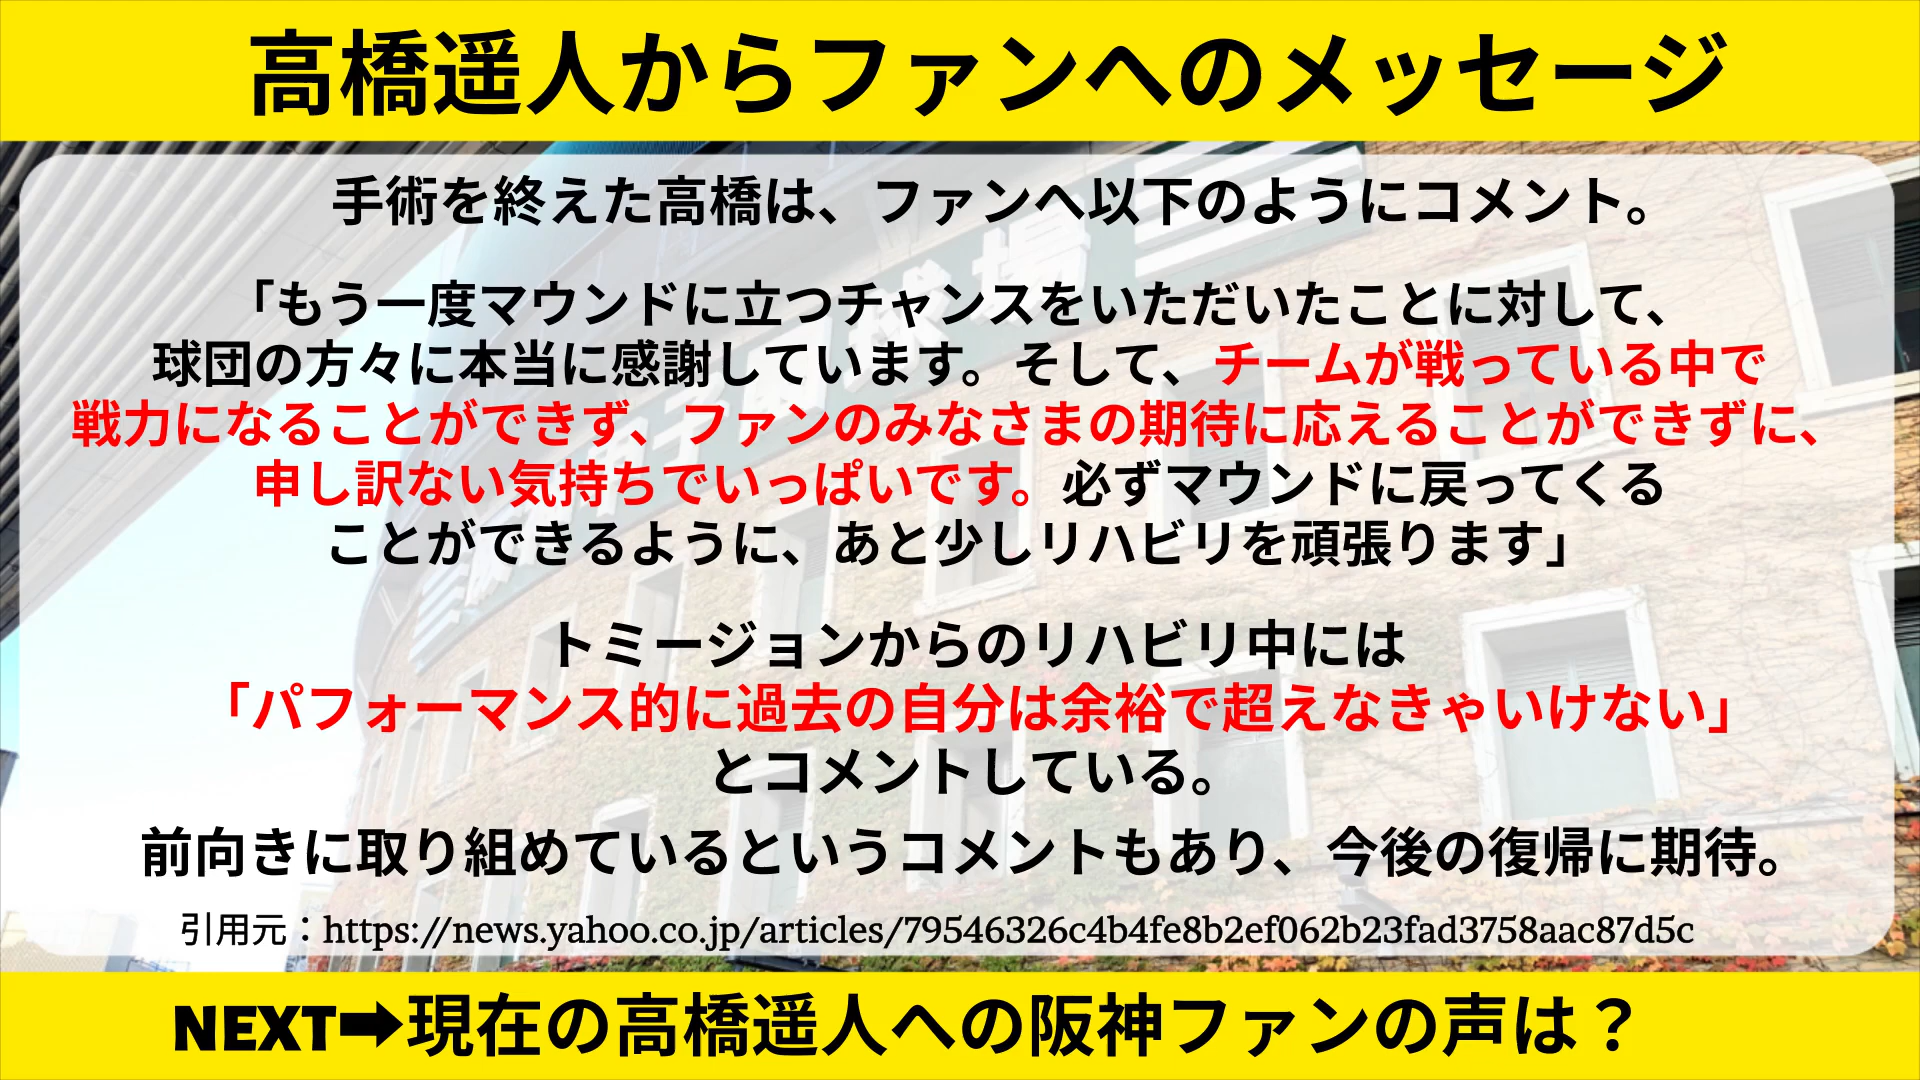 高橋遥人からファンへのメッセージ
手術を終えた高橋は、ファンへ以下のようにコメント。
「もう一度マウンドに立つチャンスをいただいたことに対して、
球団の方々に本当に感謝しています。そして、チームが戦っている中で
戦力になることができず、ファンのみなさまの期待に応えることができずに、
申し訳ない気持ちでいっぱいです。必ずマウンドに戻ってくる
ことができるように、あと少しリハビリを頑張ります」
トミージョンからのリハビリ中には
「パフォーマンス的に過去の自分は余裕で超えなきゃいけない」
とコメントしている。
前向きに取り組めているというコメントもあり、今後の復帰に期待。
引用元：https://news.yahoo.co.jp/articles/79546326c4b4fe8b2ef062b23fad3758aac87d5c
NEXT➡現在の高橋遥人への阪神ファンの声は？